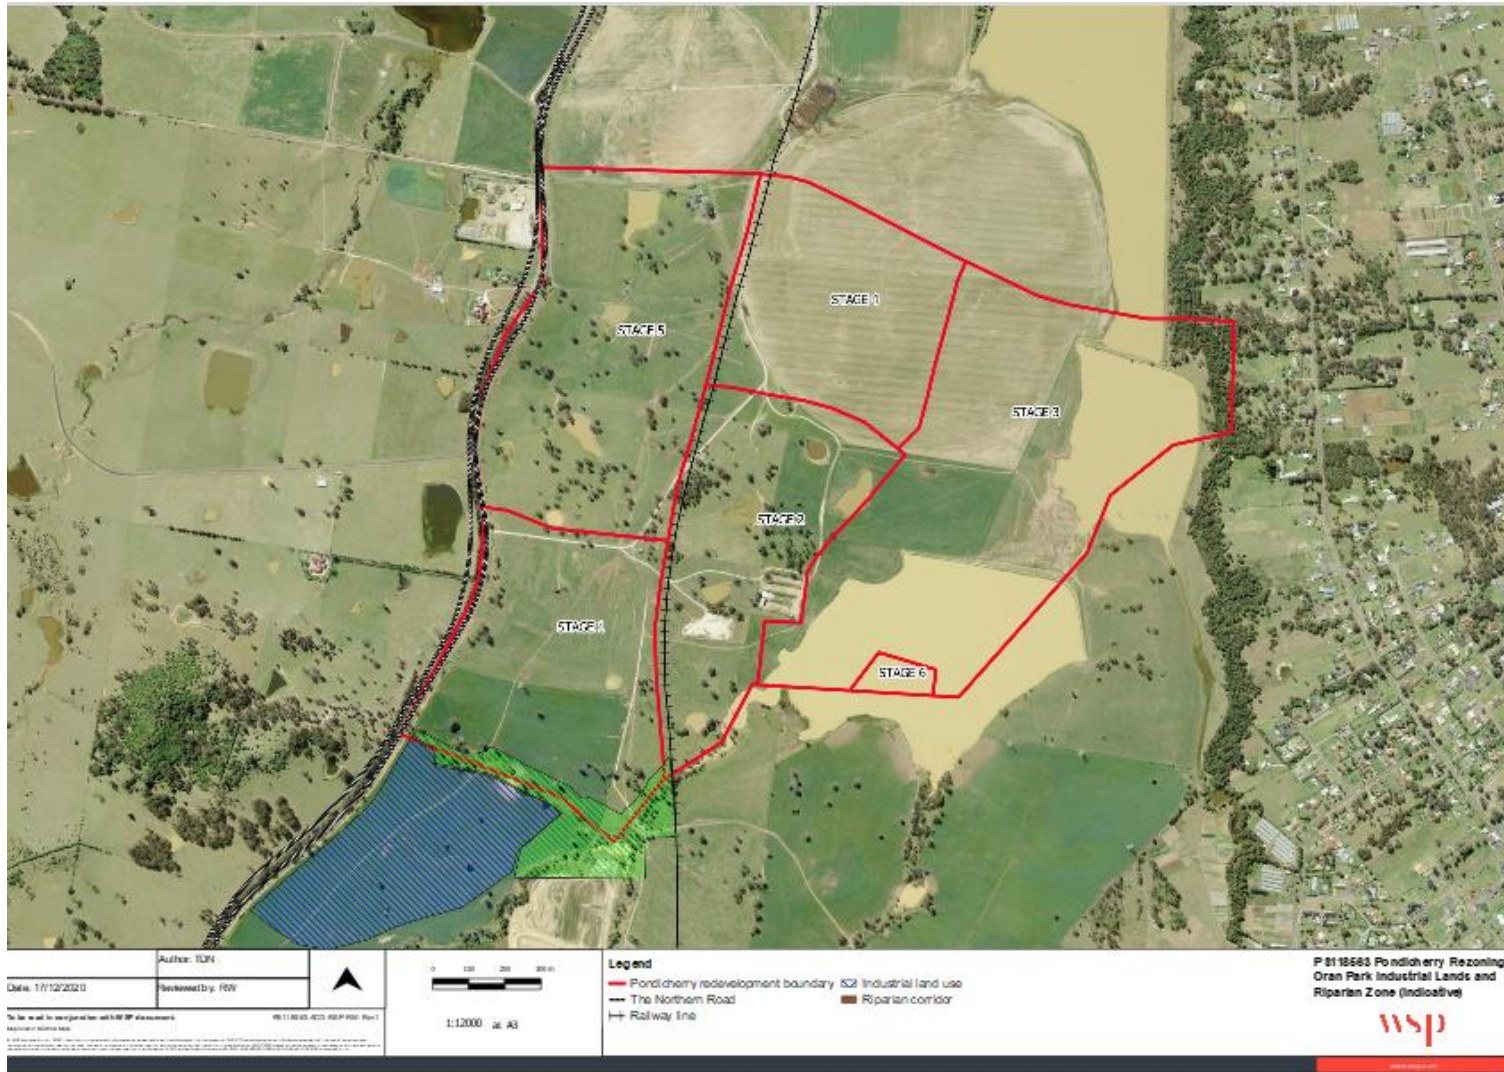 STAGE 5
STAGE 3
STAGE 2
STAGE 1
STAGE 6
Author: TDN
Date: 17/12/2020
Reviewed by: RW
1:12000 at A3
Legend
Pondicherry redevelopment boundary
Industrial land use
The Northern Road
Riparian corridor
Railway line
PS118563 Pondicherry Rezoning
Oran Park Industrial Lands and
Riparian Zone (Indicative)
wsp